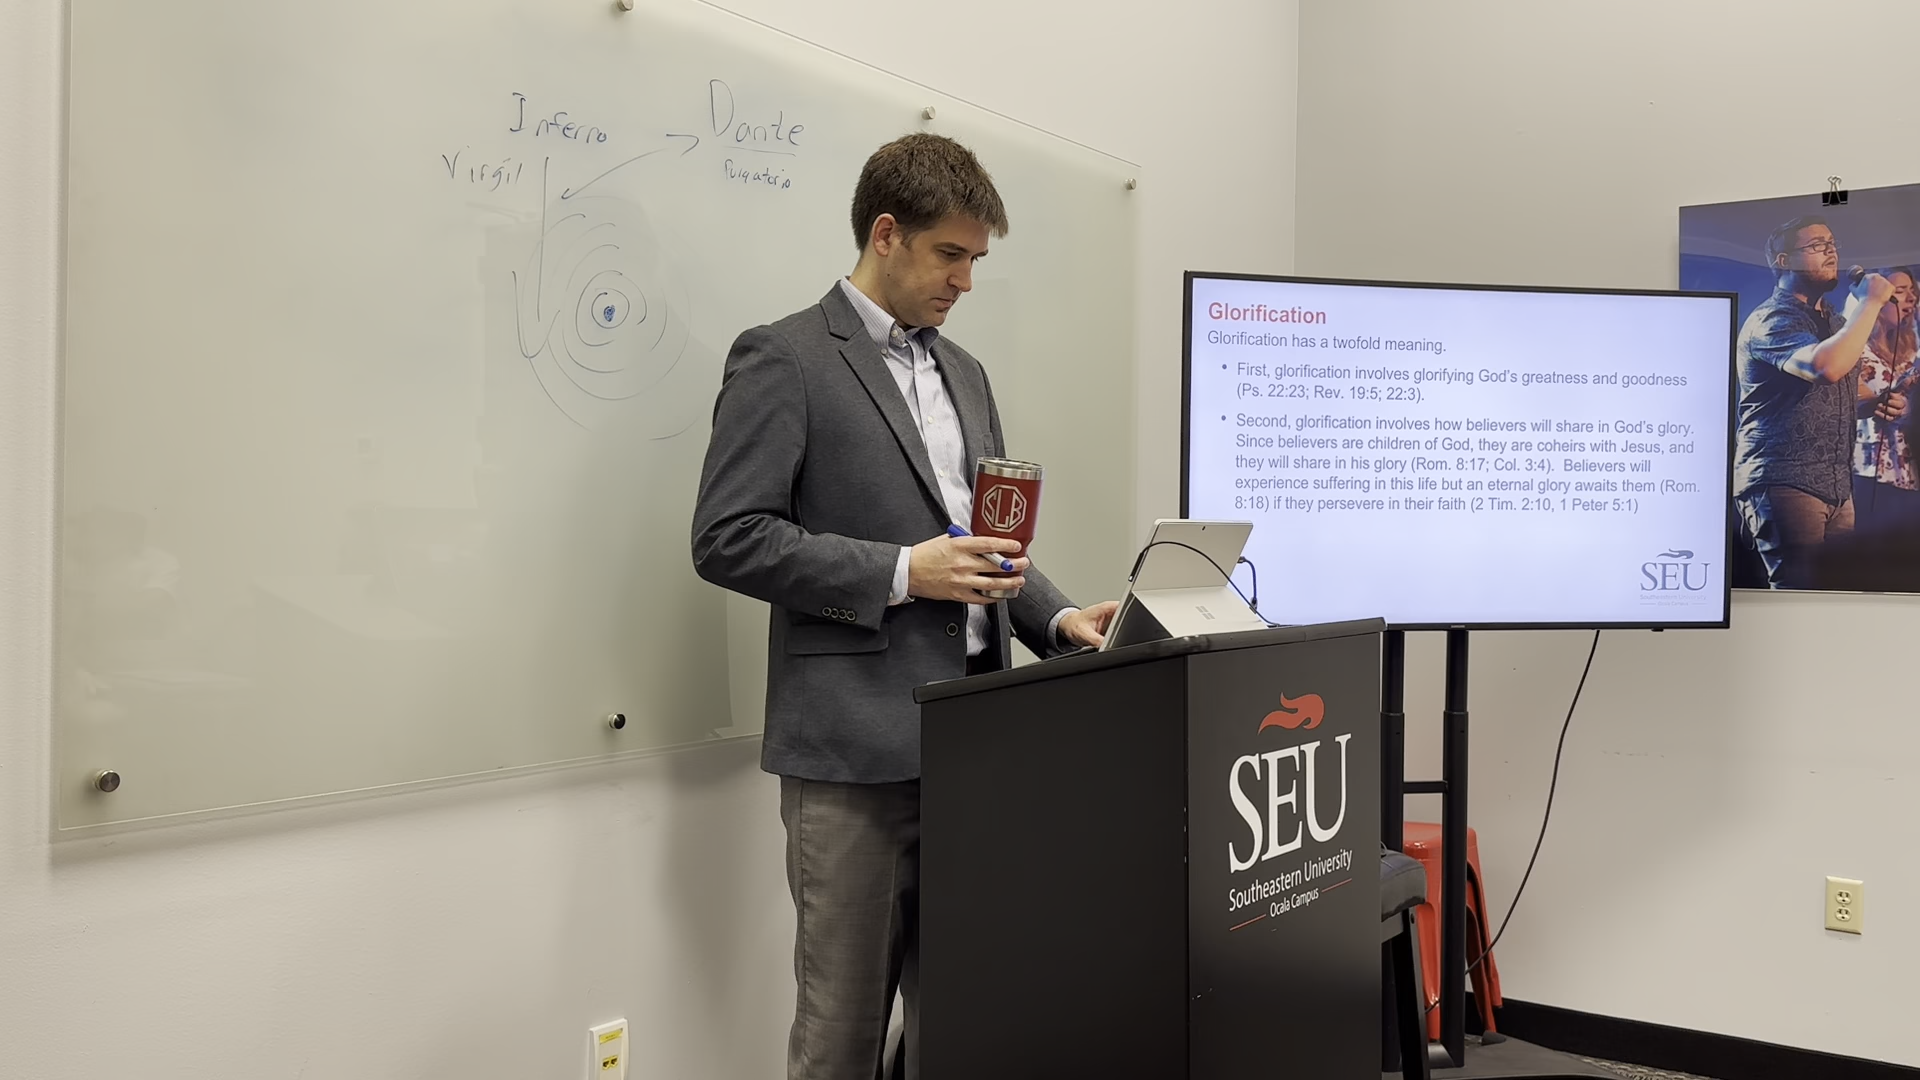 Inferno
Dante
Virgil
Purgatorio
SLB
Glorification
Glorification has a twofold meaning.
• First, glorification involves glorifying God's greatness and goodness
(Ps. 22:23; Rev. 19:5; 22:3).
• Second, glorification involves how believers will share in God's glory.
Since believers are children of God, they are coheirs with Jesus, and
they will share in his glory (Rom. 8:17; Col. 3:4). Believers will
experience suffering in this life but an eternal glory awaits them (Rom.
8:18) if they persevere in their faith (2 Tim. 2:10, 1 Peter 5:1)
SEU
Southeastern University
SEU
Southeastern University
Ocala Campus